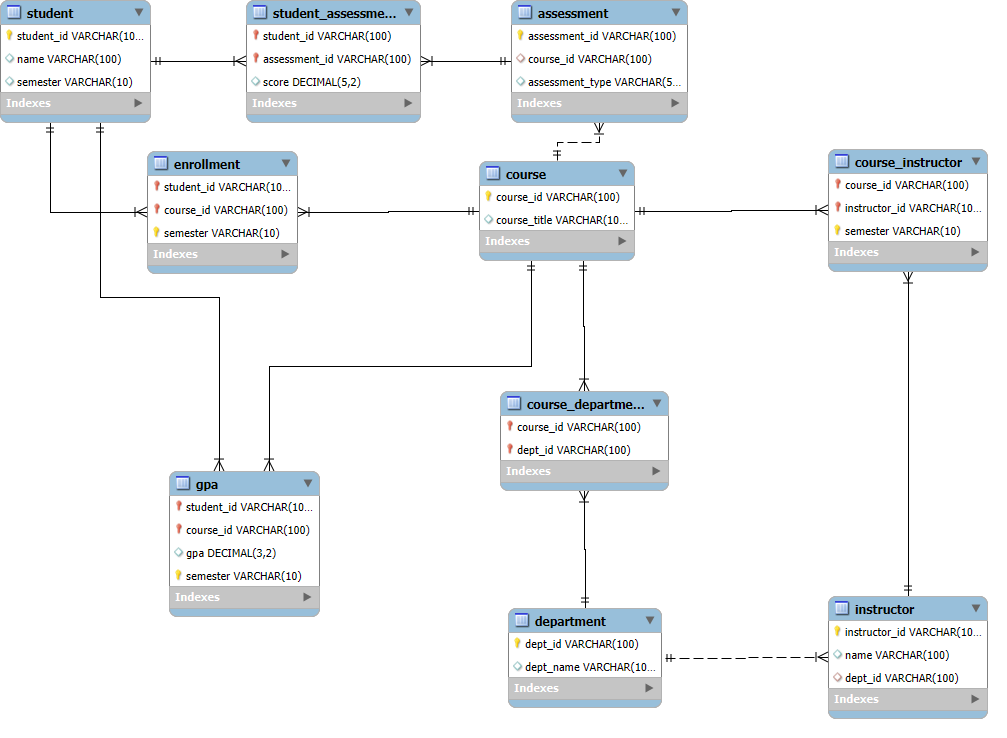 student
student_id VARCHAR(10...
name VARCHAR(100)
semester VARCHAR(10)
Indexes
student_assessme...
student_id VARCHAR(100)
assessment_id VARCHAR(100)
score DECIMAL(5,2)
Indexes
assessment
assessment_id VARCHAR(100)
course_id VARCHAR(100)
assessment_type VARCHAR(5...
Indexes
enrollment
student_id VARCHAR(10...
course_id VARCHAR(100)
semester VARCHAR(10)
Indexes
course
course_id VARCHAR(100)
course_title VARCHAR(10...
Indexes
course_instructor
course_id VARCHAR(100)
instructor_id VARCHAR(10...
semester VARCHAR(10)
Indexes
course_departme...
course_id VARCHAR(100)
dept_id VARCHAR(100)
Indexes
gpa
student_id VARCHAR(10...
course_id VARCHAR(100)
gpa DECIMAL(3,2)
semester VARCHAR(10)
Indexes
department
dept_id VARCHAR(100)
dept_name VARCHAR(10...
Indexes
instructor
instructor_id VARCHAR(10...
name VARCHAR(100)
dept_id VARCHAR(100)
Indexes